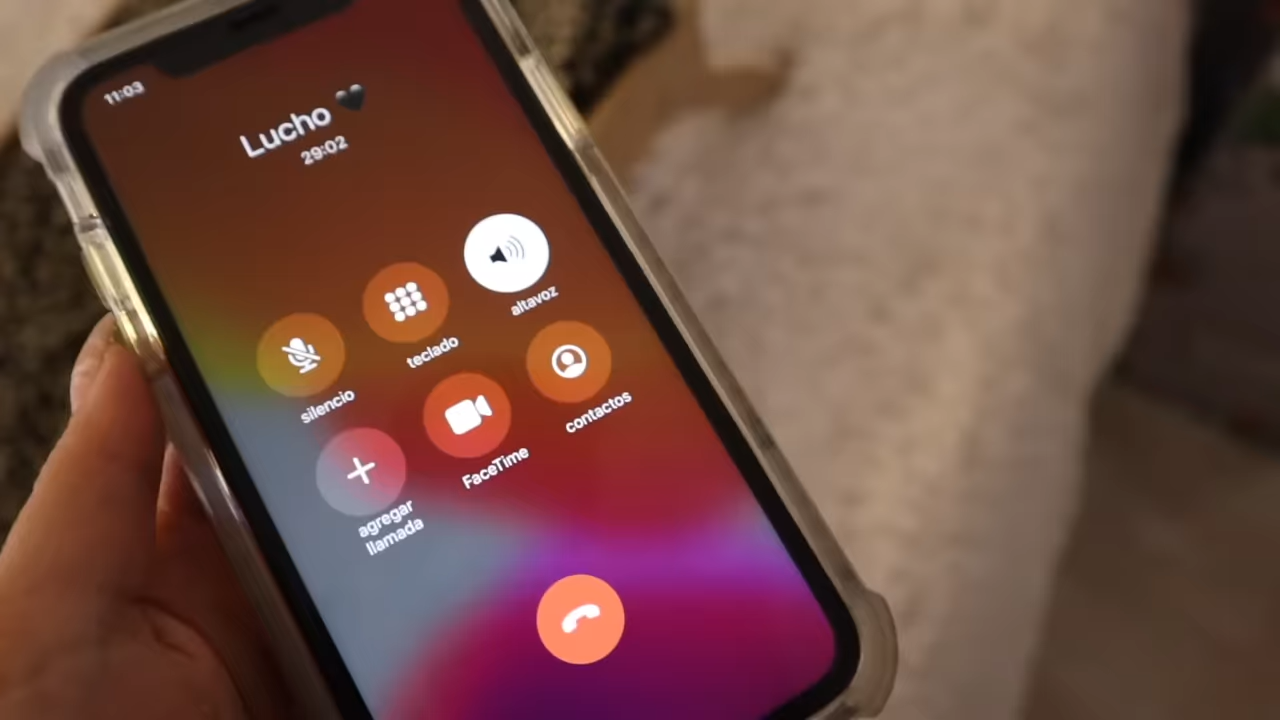 11:03
Lucho 🖤
29:02
silencio
teclado
altavoz
agregar
llamada
FaceTime
contactos